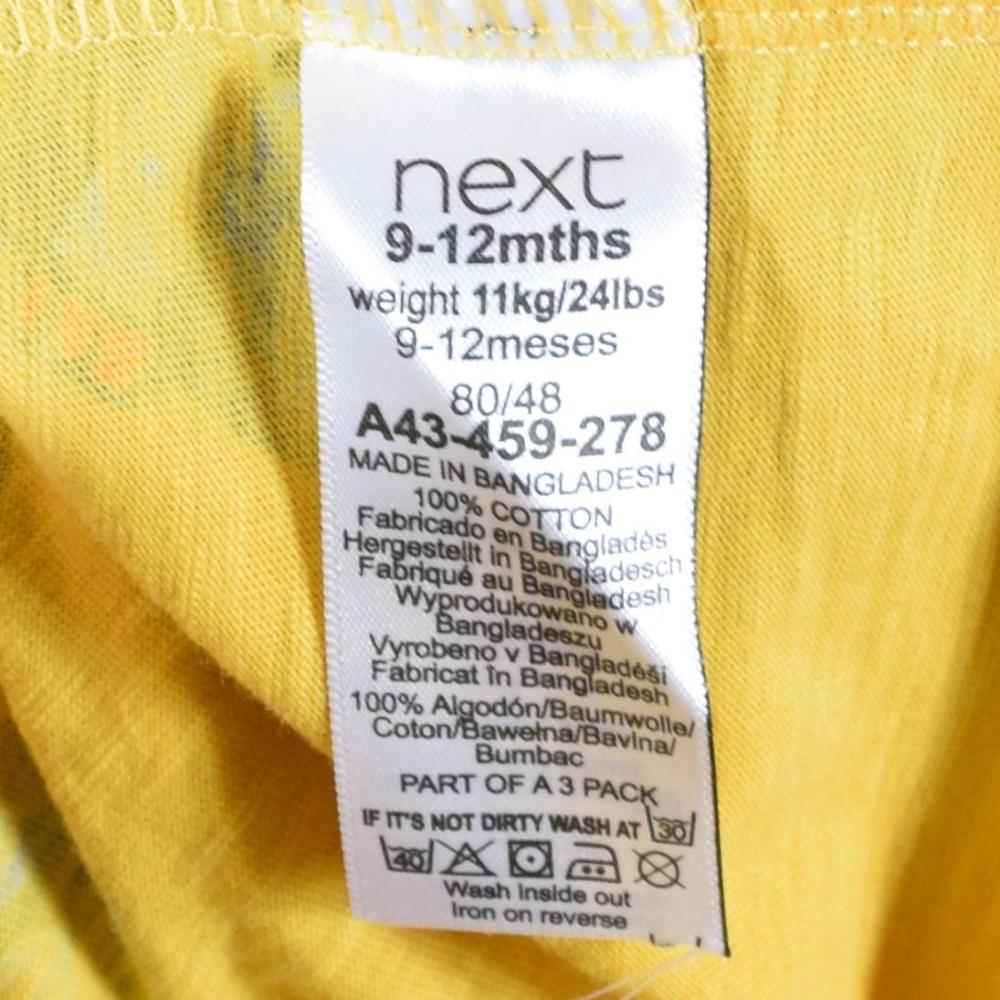 next
9-12mths
weight 11kg/24lbs
9-12meses
80/48
A43-459-278
MADE IN BANGLADESH
100% COTTON
Fabricado en Bangladés
Hergestellt in Bangladesch
Fabriqué au Bangladesh
Wyprodukowano w
Bangladeszu
Vyrobeno v Bangladéši
Fabricat în Bangladesh
100% Algodón/Baumwolle/
Coton/Bawełna/Bavlna/
Bumbac
PART OF A 3 PACK
IF IT'S NOT DIRTY WASH AT 30
40
Wash inside out
Iron on reverse